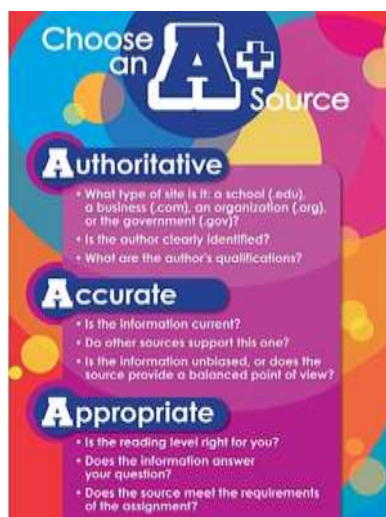 Choose
an A+
Source
Authoritative
• What type of site is it: a school (.edu),
a business (.com), an organization (.org),
or the government (.gov)?
• Is the author clearly identified?
• What are the author's qualifications?
Accurate
• Is the information current?
• Do other sources support this one?
• Is the information unbiased, or does the
source provide a balanced point of view?
Appropriate
• Is the reading level right for you?
• Does the information answer
your question?
• Does the source meet the requirements
of the assignment?